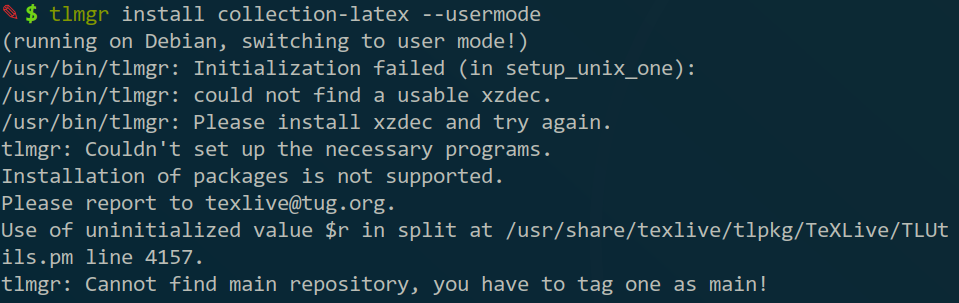 ✎ $ tlmgr install collection-latex --usermode
(running on Debian, switching to user mode!)
/usr/bin/tlmgr: Initialization failed (in setup_unix_one):
/usr/bin/tlmgr: could not find a usable xzdec.
/usr/bin/tlmgr: Please install xzdec and try again.
tlmgr: Couldn't set up the necessary programs.
Installation of packages is not supported.
Please report to texlive@tug.org.
Use of uninitialized value $r in split at /usr/share/texlive/tlpkg/TeXLive/TLUt
ils.pm line 4157.
tlmgr: Cannot find main repository, you have to tag one as main!